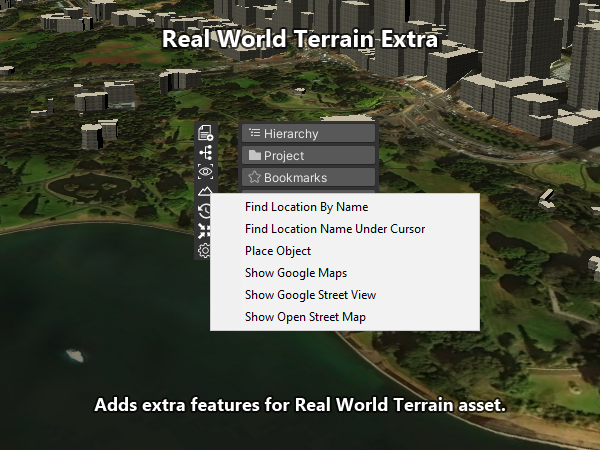 Real World Terrain Extra
Hierarchy
Project
Bookmarks
Find Location By Name
Find Location Name Under Cursor
Place Object
Show Google Maps
Show Google Street View
Show Open Street Map
Adds extra features for Real World Terrain asset.